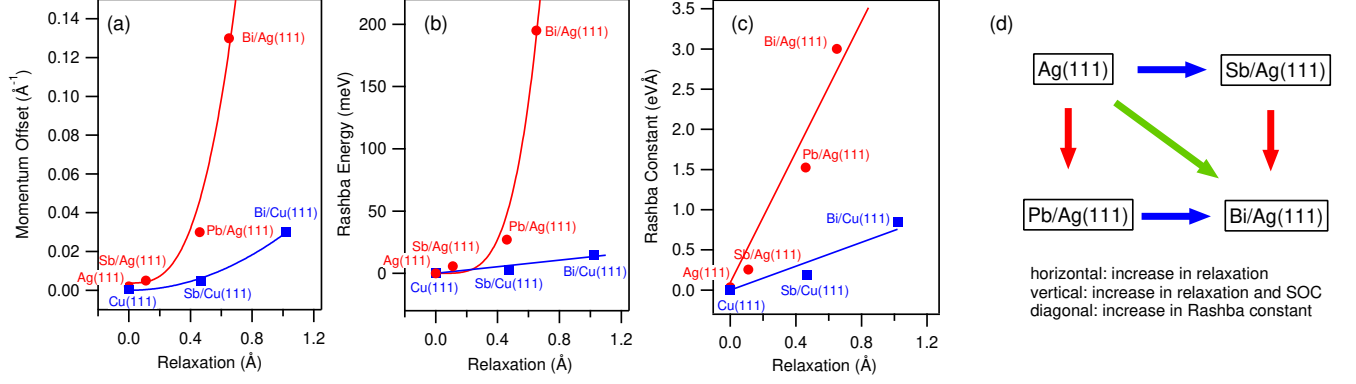 (a)
0.14
0.12
0.10
0.08
0.06
0.04
0.02
0.00
Momentum Offset (Å⁻¹)
Bi/Ag(111)
Bi/Cu(111)
Pb/Ag(111)
Sb/Ag(111)
Ag(111)
Cu(111)
Sb/Cu(111)
0.0 0.4 0.8 1.2
Relaxation (Å)
(b)
200
150
100
50
0
Rashba Energy (meV)
Bi/Ag(111)
Pb/Ag(111)
Sb/Ag(111)
Ag(111)
Cu(111)
Sb/Cu(111)
Bi/Cu(111)
0.0 0.4 0.8 1.2
Relaxation (Å)
(c)
3.5
3.0
2.5
2.0
1.5
1.0
0.5
0.0
Rashba Constant (eVÅ)
Bi/Ag(111)
Pb/Ag(111)
Bi/Cu(111)
Sb/Ag(111)
Ag(111)
Cu(111)
Sb/Cu(111)
0.0 0.4 0.8 1.2
Relaxation (Å)
(d)
Ag(111) Sb/Ag(111)
Pb/Ag(111) Bi/Ag(111)
horizontal: increase in relaxation
vertical: increase in relaxation and SOC
diagonal: increase in Rashba constant